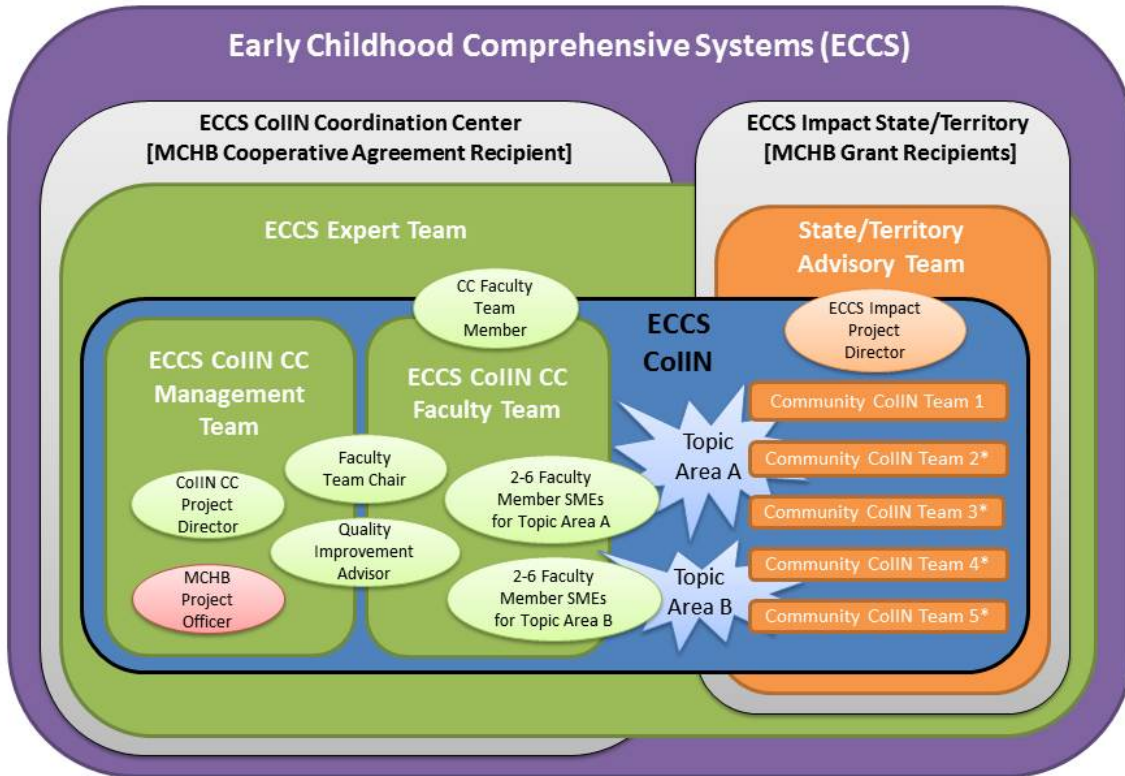 Early Childhood Comprehensive Systems (ECCS)
ECCS CoIIN Coordination Center
[MCHB Cooperative Agreement Recipient]
ECCS Impact State/Territory
[MCHB Grant Recipients]
ECCS Expert Team
State/Territory
Advisory Team
CC Faculty
Team
Member
ECCS
CoIIN
ECCS Impact
Project
Director
ECCS CoIIN CC
Management
Team
ECCS CoIIN CC
Faculty Team
CoIIN CC
Project
Director
MCHB
Project
Officer
Faculty
Team Chair
Quality
Improvement
Advisor
2-6 Faculty
Member SMEs
for Topic Area A
2-6 Faculty
Member SMEs
for Topic Area B
Topic
Area A
Topic
Area B
Community CoIIN Team 1
Community CoIIN Team 2*
Community CoIIN Team 3*
Community CoIIN Team 4*
Community CoIIN Team 5*